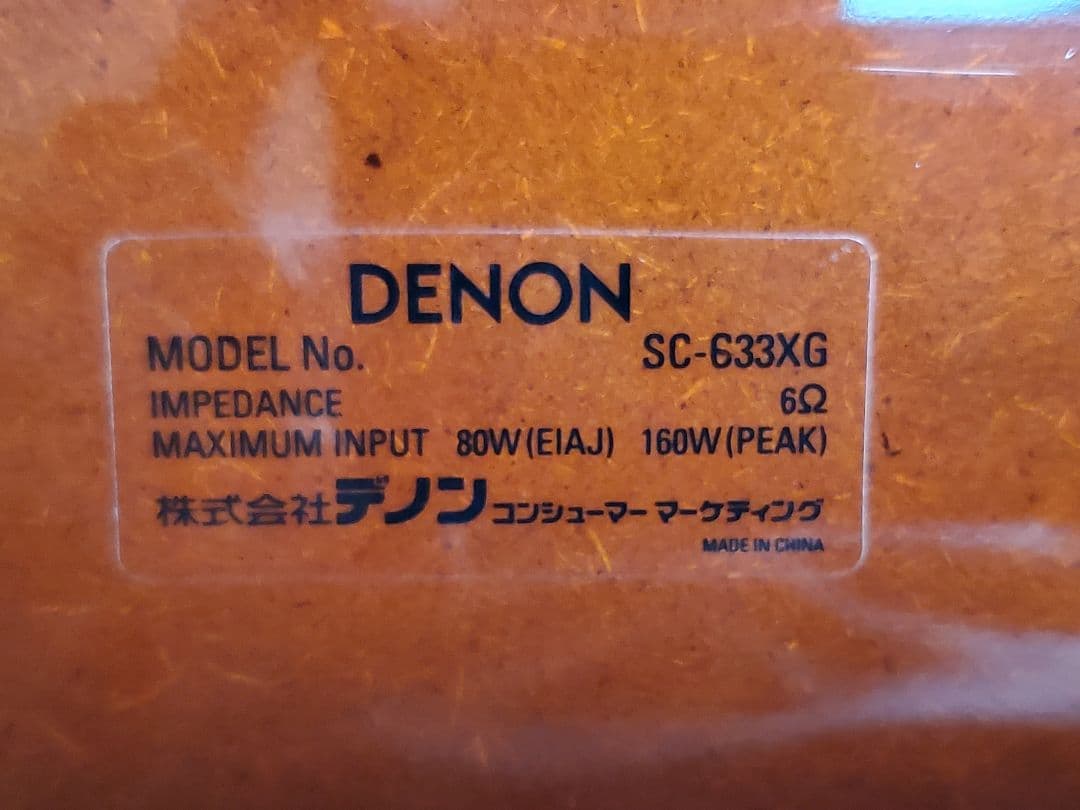 DENON
MODEL No. SC-633XG
IMPEDANCE 6Ω
MAXIMUM INPUT 80W(EIAJ) 160W(PEAK)
株式会社デノン コンシューマー マーケティング
MADE IN CHINA